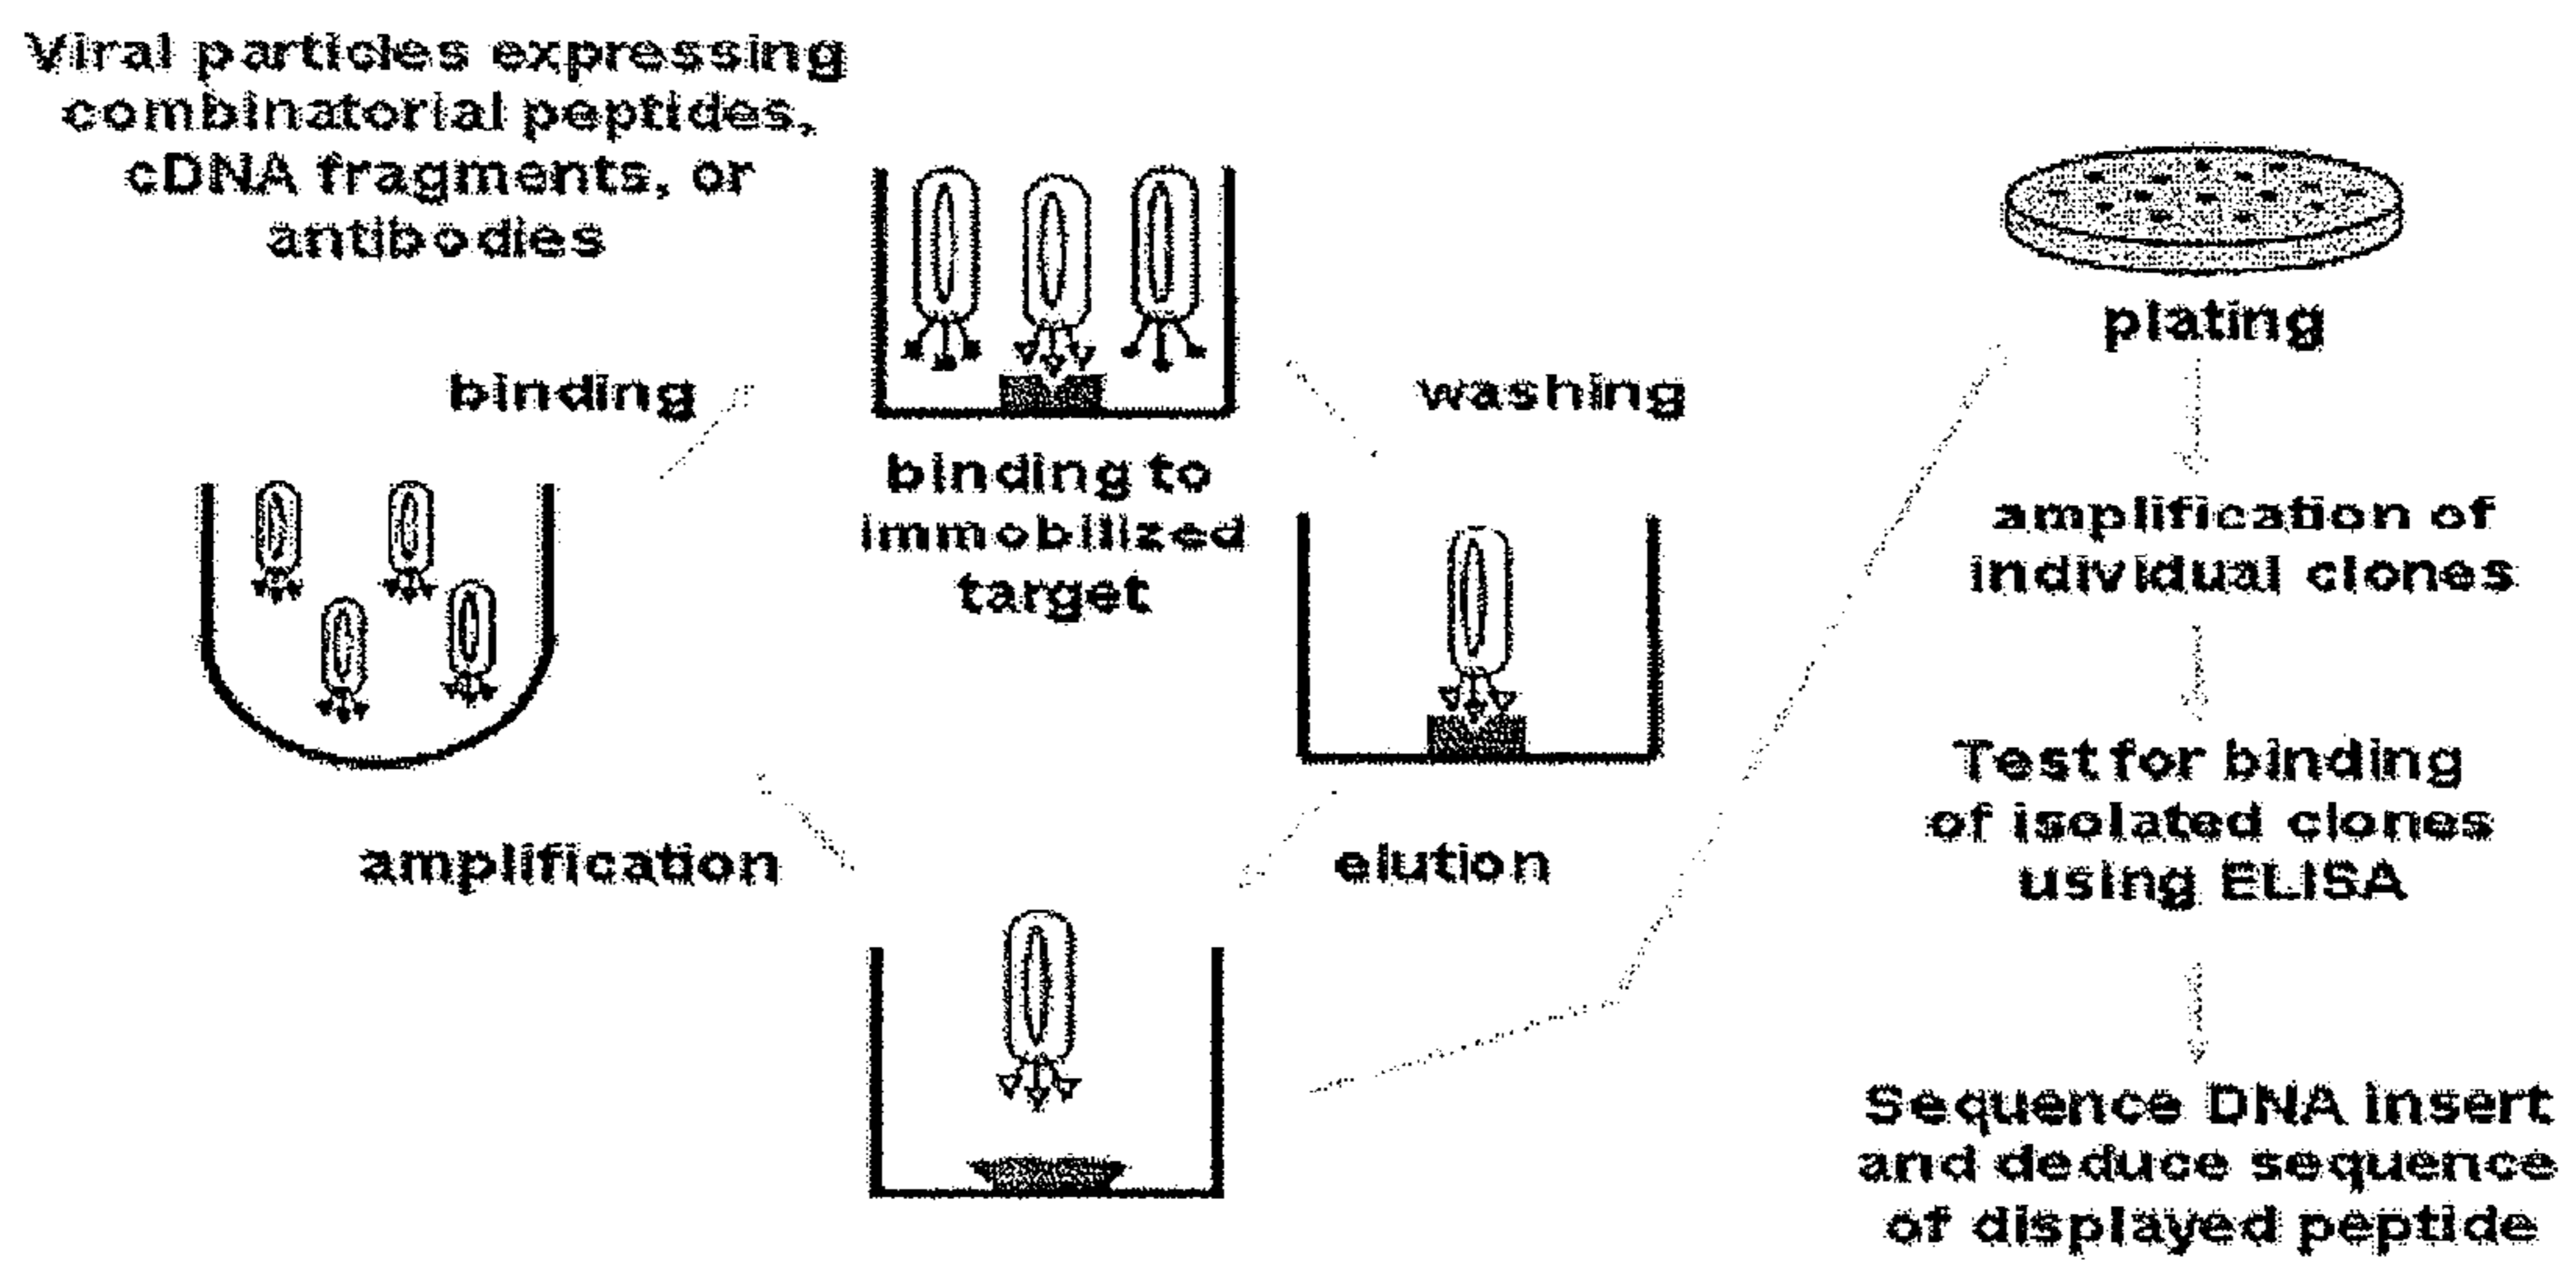 Viral particles expressing
combinatorial peptides,
cDNA fragments, or
antibodies
binding
binding to
immobilized
target
washing
elution
amplification
plating
amplification of
individual clones
Test for binding
of isolated clones
using ELISA
Sequence DNA insert
and deduce sequence
of displayed peptide